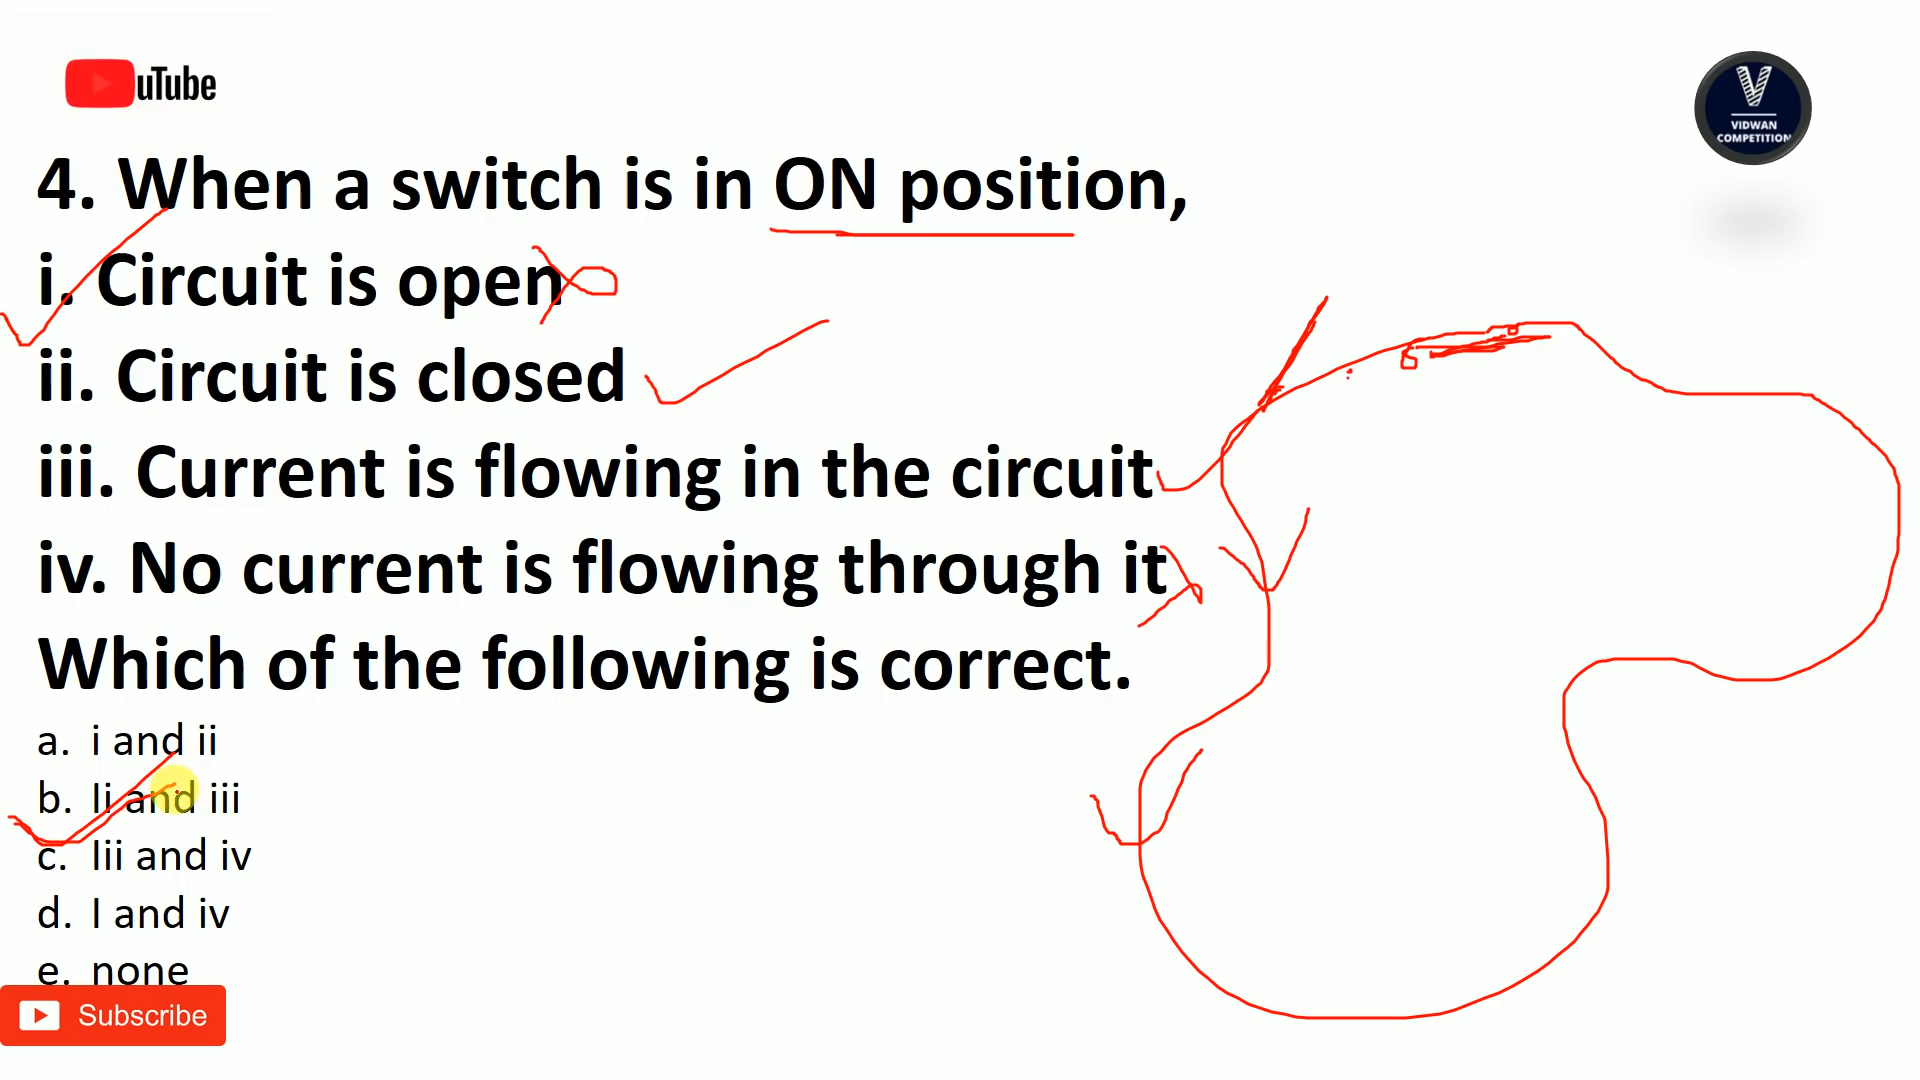 uTube
VIDWAN
COMPETITION
4. When a switch is in ON position,
i. Circuit is open
ii. Circuit is closed
iii. Current is flowing in the circuit
iv. No current is flowing through it
Which of the following is correct.
a. i and ii
b. Ii and iii
c. Iii and iv
d. I and iv
e. none
Subscribe